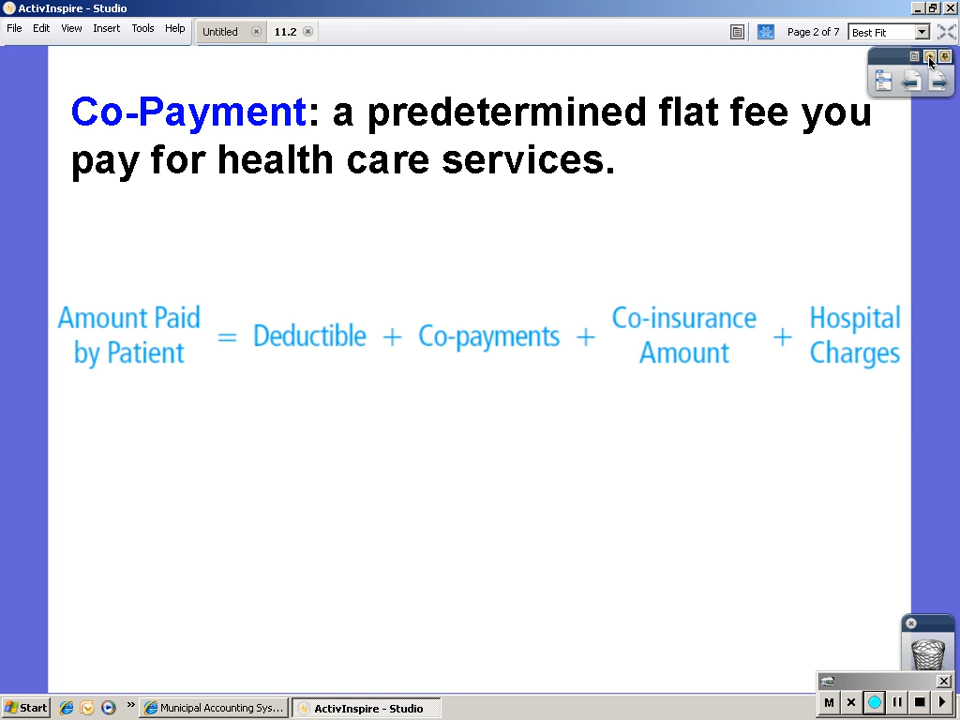 ActivInspire - Studio
File Edit View Insert Tools Help
Untitled
11.2
Page 2 of 7
Best Fit
Co-Payment: a predetermined flat fee you
pay for health care services.
Amount Paid
by Patient
=
Deductible
+
Co-payments
+
Co-insurance
Amount
+
Hospital
Charges
M
Start
»
Municipal Accounting Sys...
ActivInspire - Studio